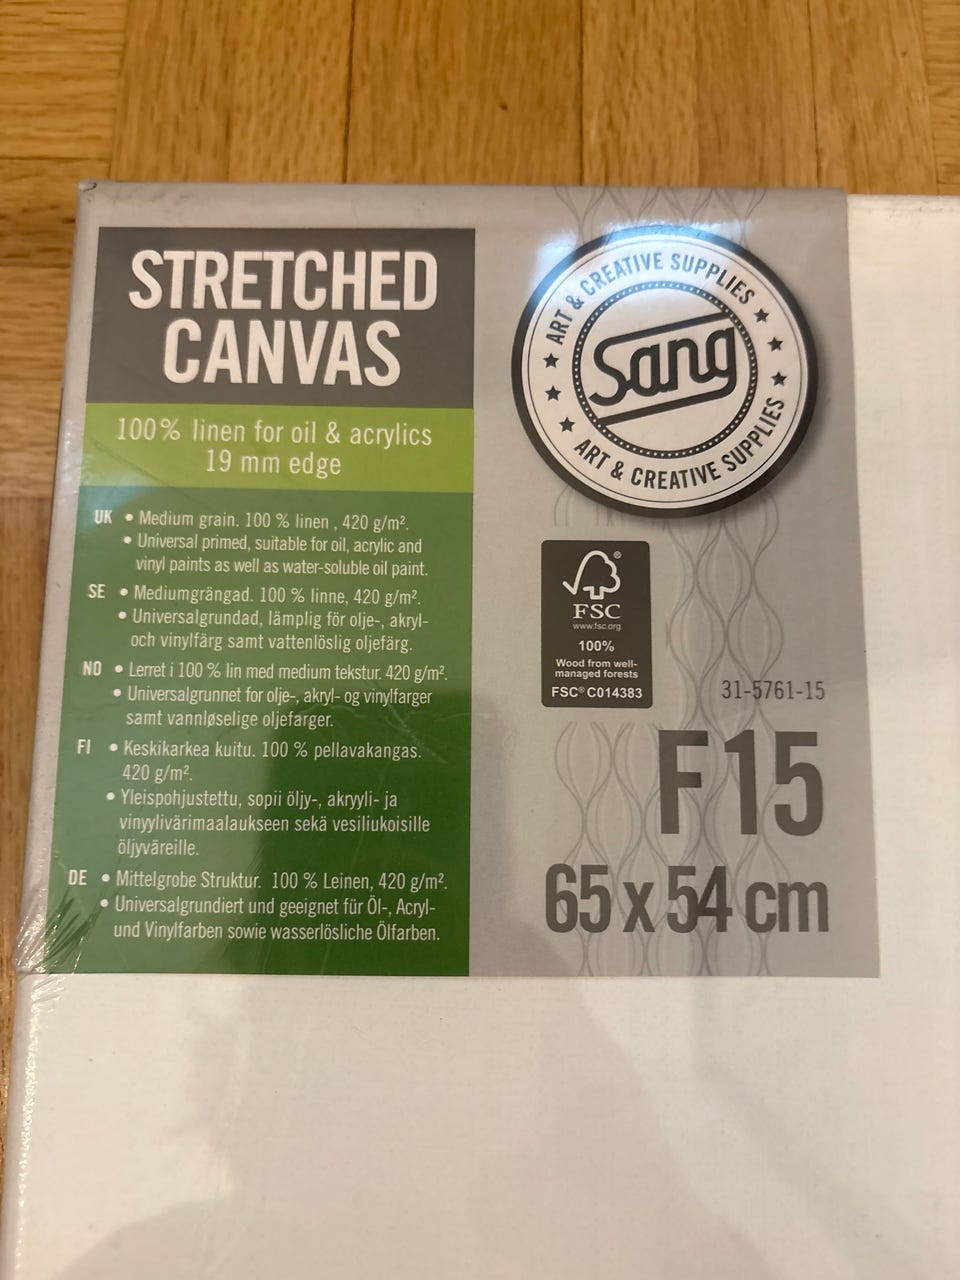 STRETCHED
CANVAS
100% linen for oil & acrylics
19 mm edge
UK • Medium grain. 100 % linen , 420 g/m².
• Universal primed, suitable for oil, acrylic and
vinyl paints as well as water-soluble oil paint.
SE • Mediumgrängad. 100 % linne, 420 g/m².
• Universalgrundad, lämplig för olje-, akryl-
och vinylfärg samt vattenlöslig oljefärg.
NO • Lerret i 100 % lin med medium tekstur. 420 g/m².
• Universalgrunnet for olje-, akryl- og vinylfarger
samt vannløselige oljefarger.
FI • Keskikarkea kuitu. 100 % pellavakangas.
420 g/m².
• Yleispohjustettu, sopii öljy-, akryyli- ja
vinyylivärimaalaukseen sekä vesiliukoisille
öljyväreille.
DE • Mittelgrobe Struktur. 100 % Leinen, 420 g/m².
• Universalgrundiert und geeignet für Öl-, Acryl-
und Vinylfarben sowie wasserlösliche Ölfarben.
ART & CREATIVE SUPPLIES
Sang
ART & CREATIVE SUPPLIES
®
FSC
www.fsc.org
100%
Wood from well-
managed forests
FSC® C014383
31-5761-15
F15
65 x 54 cm